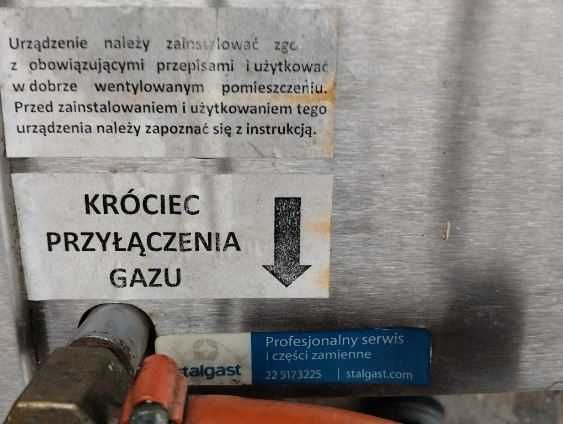 Urządzenie należy zainstalować
z obowiązującymi przepisami i użytkować
w dobrze wentylowanym pomieszczeniu.
Przed zainstalowaniem i użytkowaniem tego
urządzenia należy zapoznać się z instrukcją.
KRÓCIEC
PRZYŁĄCZENIA
GAZU
Profesjonalny serwis
i części zamienne
stalgast
22 5173225 | stalgast.com